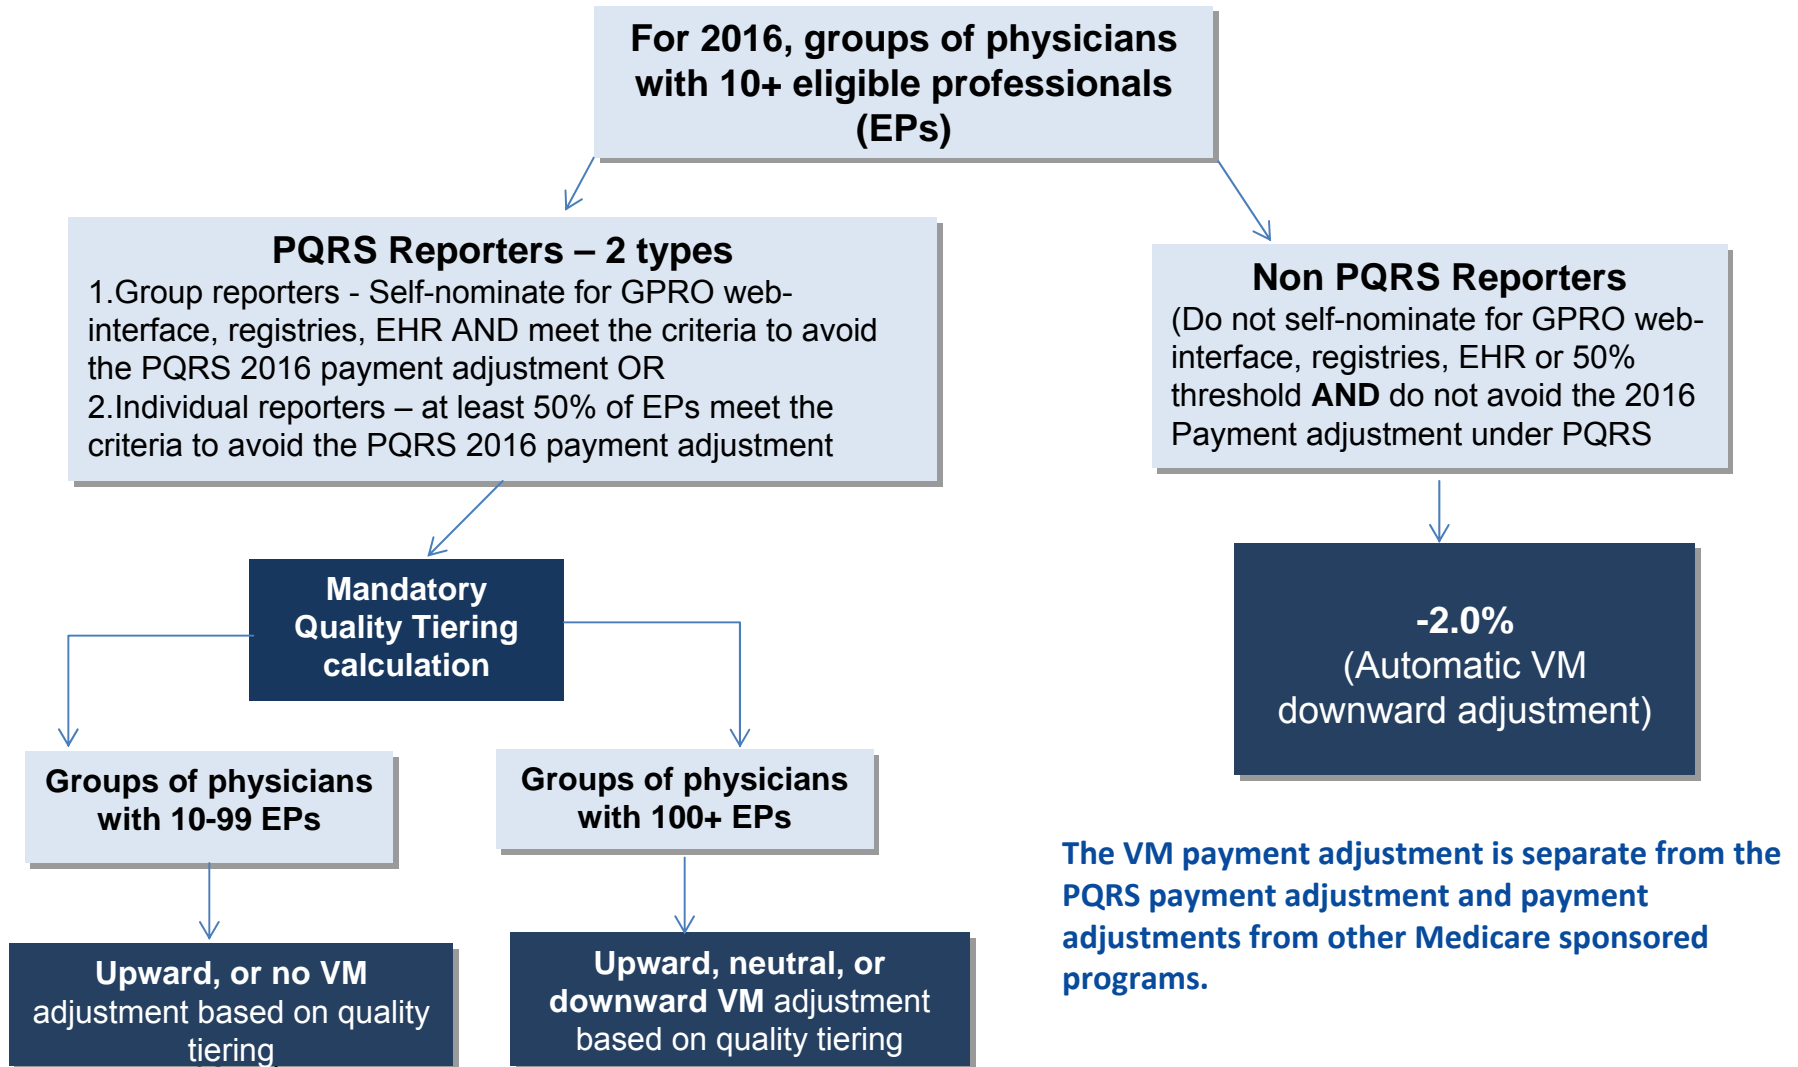 For 2016, groups of physicians
with 10+ eligible professionals
(EPs)
PQRS Reporters – 2 types
1.Group reporters - Self-nominate for GPRO web-
interface, registries, EHR AND meet the criteria to avoid
the PQRS 2016 payment adjustment OR
2.Individual reporters – at least 50% of EPs meet the
criteria to avoid the PQRS 2016 payment adjustment
Non PQRS Reporters
(Do not self-nominate for GPRO web-
interface, registries, EHR or 50%
threshold AND do not avoid the 2016
Payment adjustment under PQRS
Mandatory
Quality Tiering
calculation
-2.0%
(Automatic VM
downward adjustment)
Groups of physicians
with 10-99 EPs
Groups of physicians
with 100+ EPs
Upward, or no VM
adjustment based on quality
tiering
Upward, neutral, or
downward VM adjustment
based on quality tiering
The VM payment adjustment is separate from the
PQRS payment adjustment and payment
adjustments from other Medicare sponsored
programs.